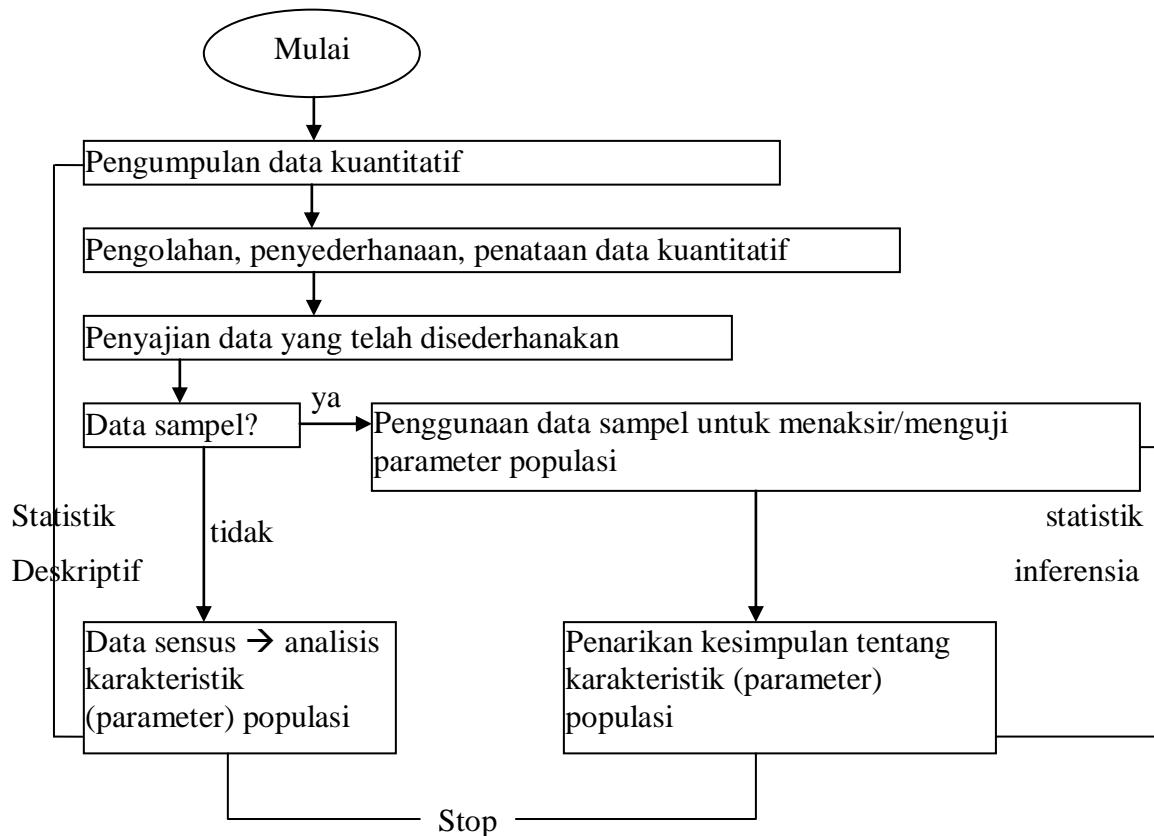 Mulai
Pengumpulan data kuantitatif
Pengolahan, penyederhanaan, penataan data kuantitatif
Penyajian data yang telah disederhanakan
Data sampel?
ya
Penggunaan data sampel untuk menaksir/menguji
parameter populasi
Statistik
Deskriptif
tidak
statistik
inferensia
Data sensus → analisis
karakteristik
(parameter) populasi
Penarikan kesimpulan tentang
karakteristik (parameter)
populasi
Stop